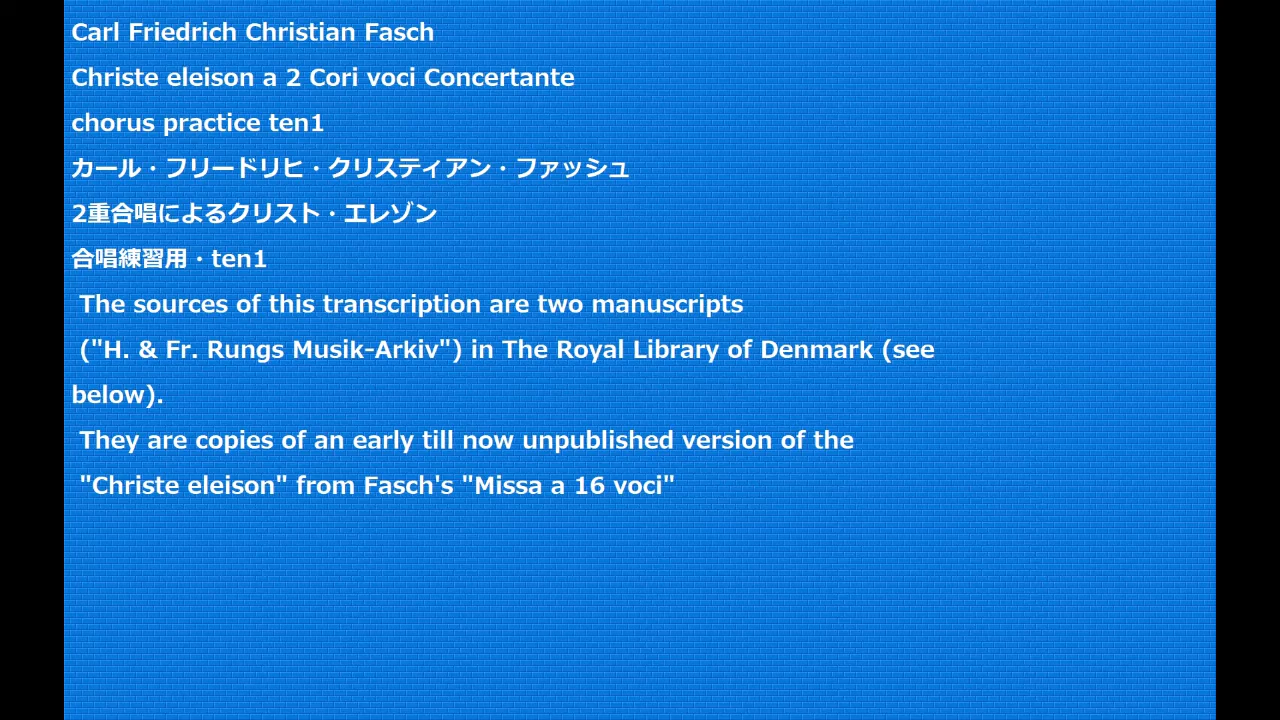 Carl Friedrich Christian Fasch
Christe eleison a 2 Cori voci Concertante
chorus practice ten1
カール・フリードリヒ・クリスティアン・ファッシュ
2重合唱によるクリスト・エレゾン
合唱練習用・ten1
The sources of this transcription are two manuscripts
("H. & Fr. Rungs Musik-Arkiv") in The Royal Library of Denmark (see
below).
They are copies of an early till now unpublished version of the
"Christe eleison" from Fasch's "Missa a 16 voci"